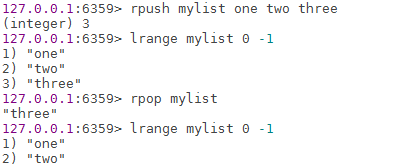 127.0.0.1:6359> rpush mylist one two three
(integer) 3
127.0.0.1:6359> lrange mylist 0 -1
1) "one"
2) "two"
3) "three"
127.0.0.1:6359> rpop mylist
"three"
127.0.0.1:6359> lrange mylist 0 -1
1) "one"
2) "two"